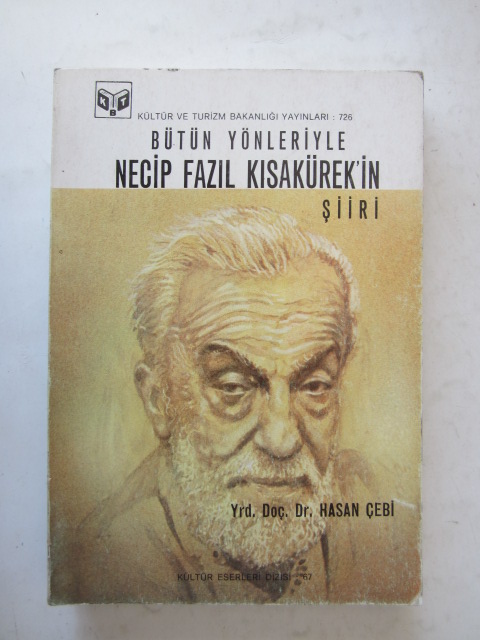 K T
B
KÜLTÜR VE TURİZM BAKANLIĞI YAYINLARI : 726
BÜTÜN YÖNLERİYLE
NECİP FAZIL KISAKÜREK'İN
ŞİİRİ
Yrd. Doç. Dr. HASAN ÇEBİ
KÜLTÜR ESERLERİ DİZİSİ : 67